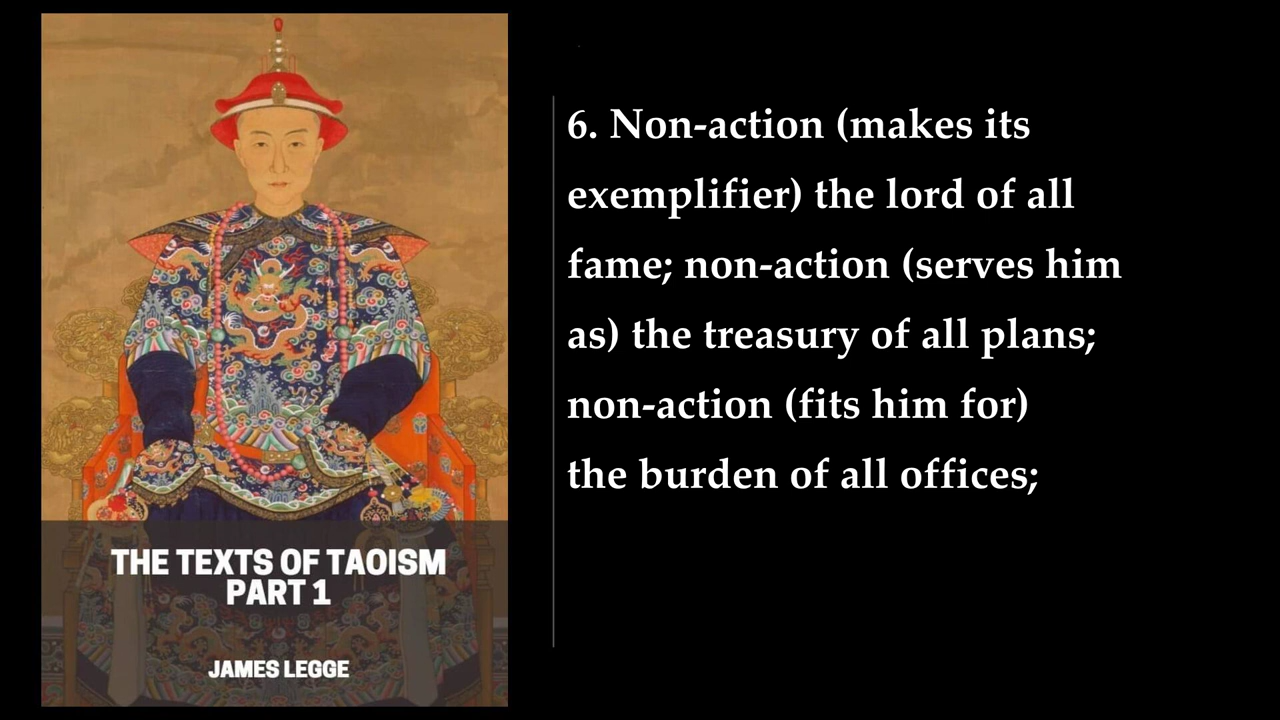 THE TEXTS OF TAOISM
PART 1
JAMES LEGGE
6. Non-action (makes its
exemplifier) the lord of all
fame; non-action (serves him
as) the treasury of all plans;
non-action (fits him for)
the burden of all offices;